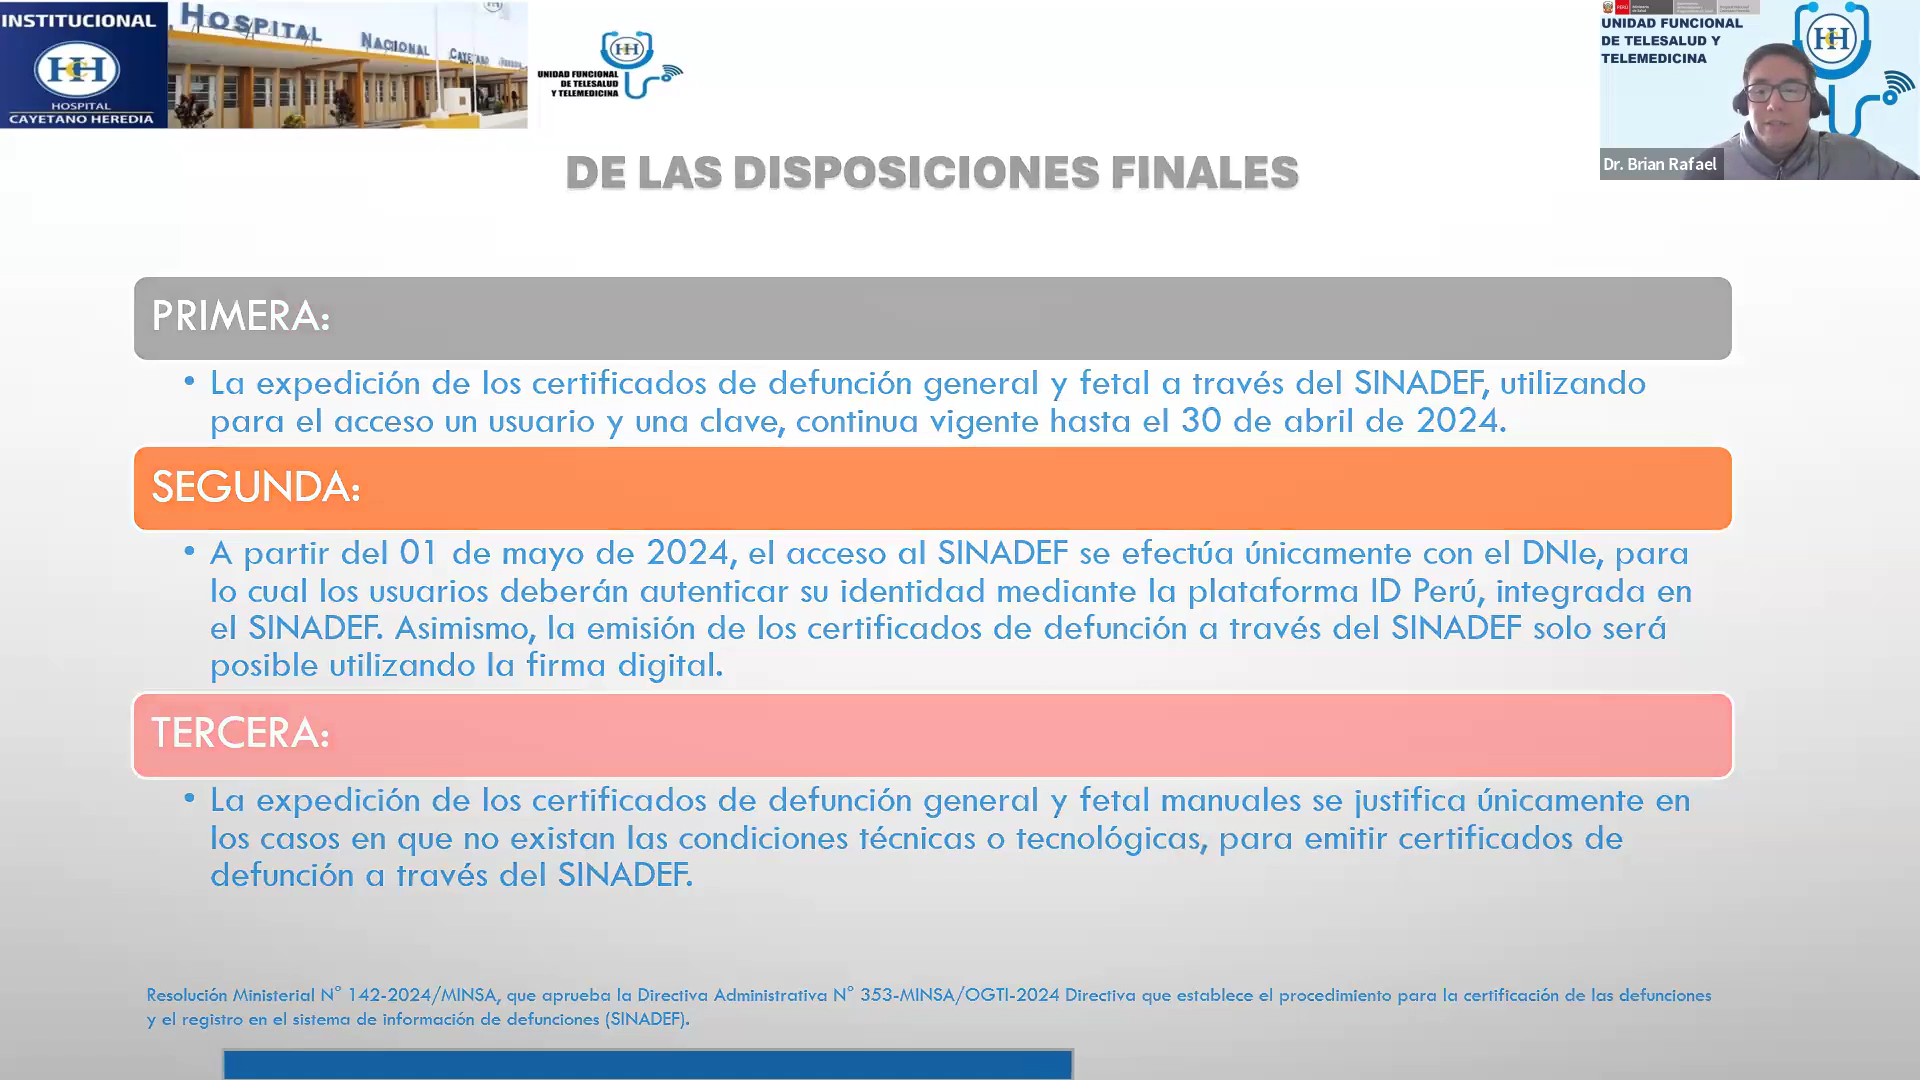 INSTITUCIONAL
HOSPITAL
CAYETANO HEREDIA
HOSPITAL NACIONAL CAYETANO HEREDIA
UNIDAD FUNCIONAL
DE TELESALUD
Y TELEMEDICINA
UNIDAD FUNCIONAL
DE TELESALUD Y
TELEMEDICINA
Dr. Brian Rafael
DE LAS DISPOSICIONES FINALES
PRIMERA:
• La expedición de los certificados de defunción general y fetal a través del SINADEF, utilizando
para el acceso un usuario y una clave, continua vigente hasta el 30 de abril de 2024.
SEGUNDA:
• A partir del 01 de mayo de 2024, el acceso al SINADEF se efectúa únicamente con el DNIe, para
lo cual los usuarios deberán autenticar su identidad mediante la plataforma ID Perú, integrada en
el SINADEF. Asimismo, la emisión de los certificados de defunción a través del SINADEF solo será
posible utilizando la firma digital.
TERCERA:
• La expedición de los certificados de defunción general y fetal manuales se justifica únicamente en
los casos en que no existan las condiciones técnicas o tecnológicas, para emitir certificados de
defunción a través del SINADEF.
Resolución Ministerial N° 142-2024/MINSA, que aprueba la Directiva Administrativa N° 353-MINSA/OGTI-2024 Directiva que establece el procedimiento para la certificación de las defunciones
y el registro en el sistema de información de defunciones (SINADEF).